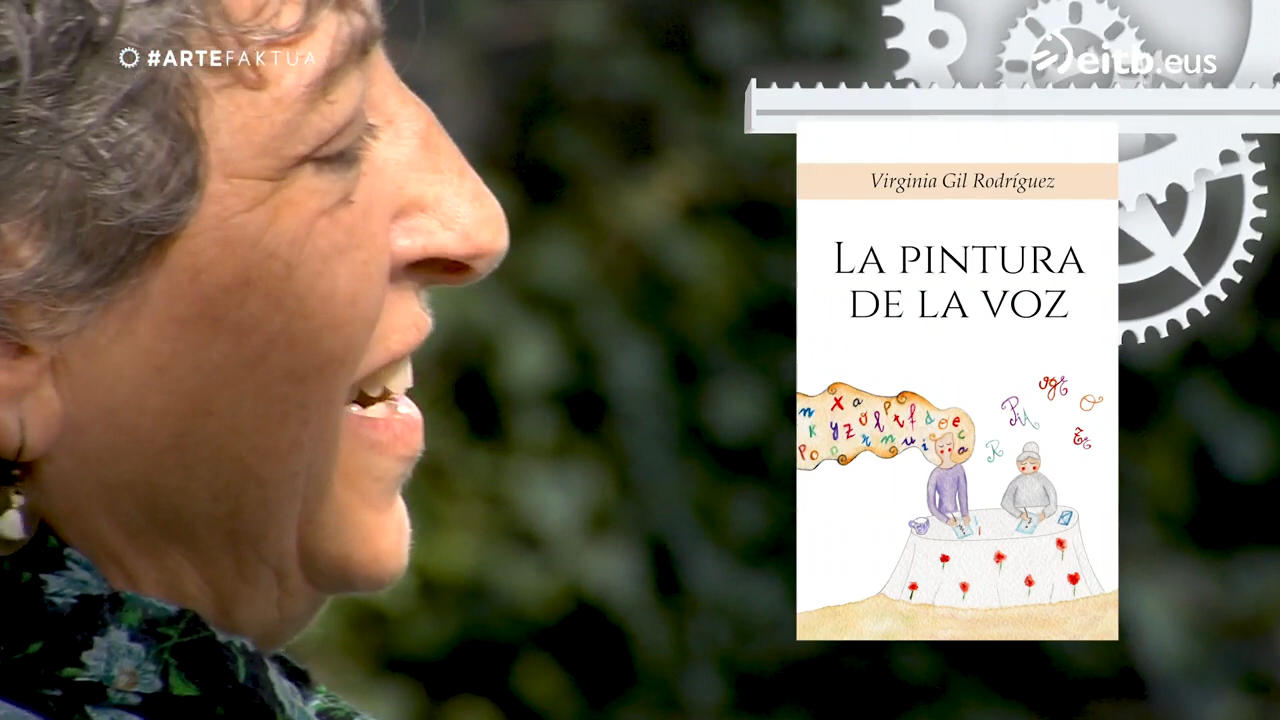 #ARTEFAKTUA
eitb.eus
Virginia Gil Rodríguez
LA PINTURA
DE LA VOZ